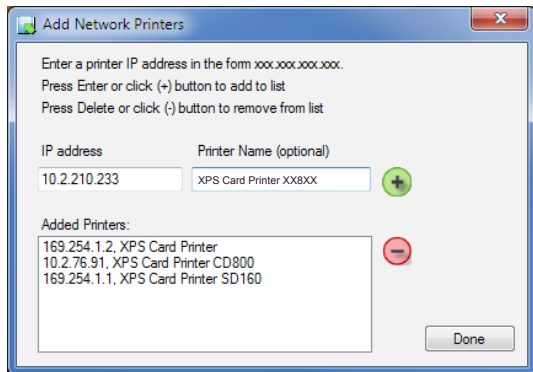 Add Network Printers
Enter a printer IP address in the form xxx.xxx.xxx.xxx.
Press Enter or click (+) button to add to list
Press Delete or click (-) button to remove from list
IP address Printer Name (optional)
10.2.210.233 XPS Card Printer XX8XX
Added Printers:
169.254.1.2, XPS Card Printer
10.2.76.91, XPS Card Printer CD800
169.254.1.1, XPS Card Printer SD160
Done